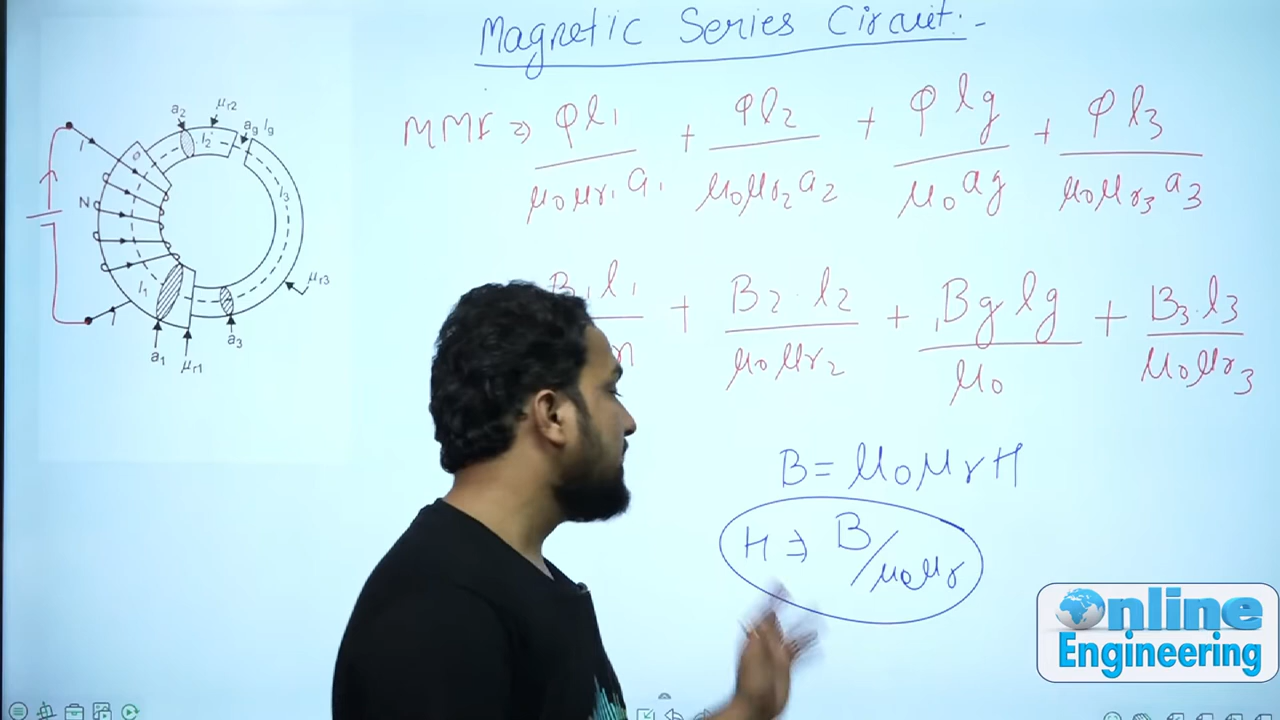 Magnetic Series Circuit:-
MMF ⇒ φl1/μ0μr1a1 + φl2/μ0μr2a2 + φlg/μ0ag + φl3/μ0μr3a3
B1l1 + B2·l2/μ0μr2 + Bglg/μ0 + B3·l3/μ0μr3
B = μ0μrH
H ⇒ B/μ0μr
a2
μr2
ag lg
l2
I
N
l3
l1
μr3
I
a1
μr1
a3
Online
Engineering